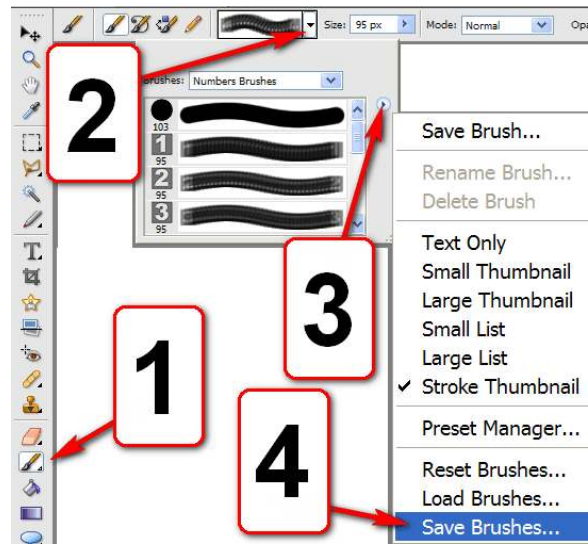 Size: 95 px Mode: Normal
2
Brushes: Numbers Brushes
103
1
95
2
95
3
95
3
1
4
Save Brush...
Rename Brush...
Delete Brush
Text Only
Small Thumbnail
Large Thumbnail
Small List
Large List
✓ Stroke Thumbnail
Preset Manager...
Reset Brushes...
Load Brushes...
Save Brushes...
T